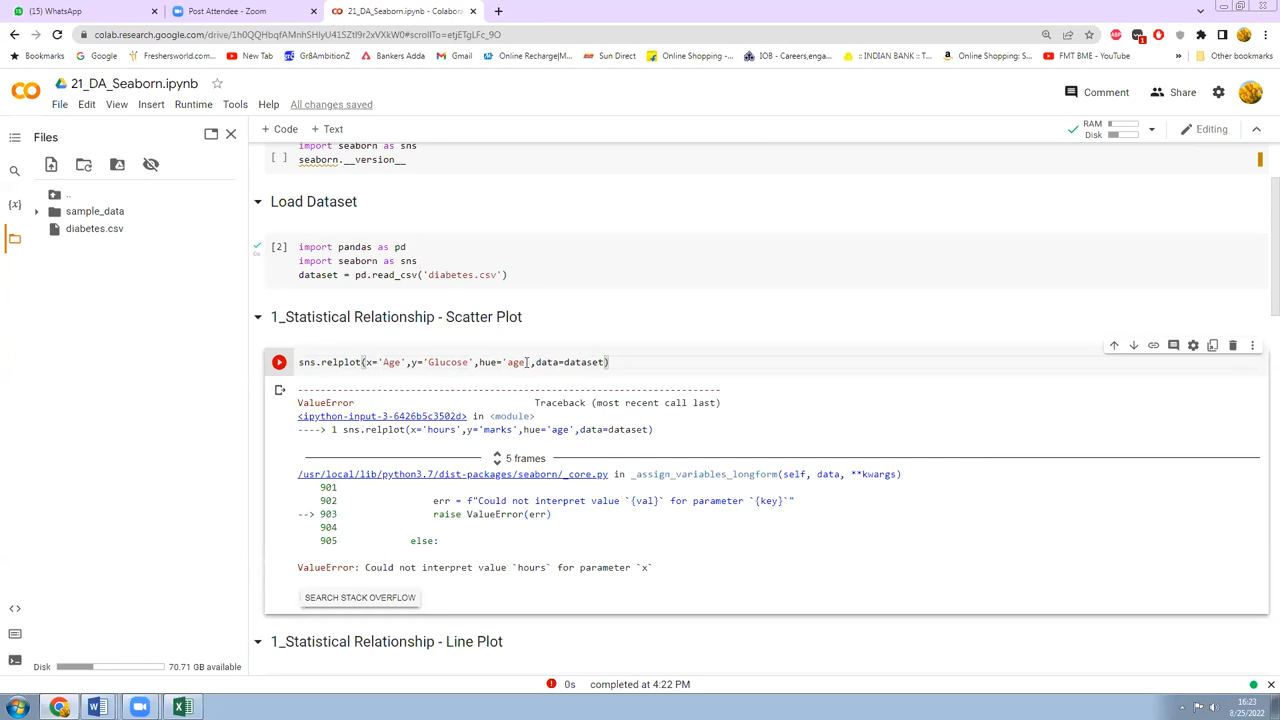 (15) WhatsApp
Post Attendee - Zoom
21_DA_Seaborn.ipynb - Colabora
colab.research.google.com/drive/1h0QQHbqfAMnhSHlyU41SZtI9r2xVXkW0#scrollTo=etjETgLFc_9O
Bookmarks
Freshersworld.com...
New Tab
Gr8AmbitionZ
Bankers Adda
Gmail
Online Recharge|M...
Sun Direct
Online Shopping -...
IOB - Careers,enga...
:: INDIAN BANK :: T...
Online Shopping: S...
FMT BME - YouTube
»
Other bookmarks
21_DA_Seaborn.ipynb
File Edit View Insert Runtime Tools Help All changes saved
Comment
Share
Files
+ Code + Text
RAM
Disk
Editing
..
sample_data
diabetes.csv
import seaborn as sns
[ ] seaborn.__version__
Load Dataset
[2] import pandas as pd
0s
import seaborn as sns
dataset = pd.read_csv('diabetes.csv')
1_Statistical Relationship - Scatter Plot
sns.relplot(x='Age',y='Glucose',hue='age',data=dataset)
---------------------------------------------------------------------------
ValueError Traceback (most recent call last)
<ipython-input-3-6426b5c3502d> in <module>
----> 1 sns.relplot(x='hours',y='marks',hue='age',data=dataset)
5 frames
/usr/local/lib/python3.7/dist-packages/seaborn/_core.py in _assign_variables_longform(self, data, **kwargs)
901
902 err = f"Could not interpret value `{val}` for parameter `{key}`"
--> 903 raise ValueError(err)
904
905 else:
ValueError: Could not interpret value `hours` for parameter `x`
SEARCH STACK OVERFLOW
1_Statistical Relationship - Line Plot
Disk
70.71 GB available
0s completed at 4:22 PM
16:23
8/25/2022